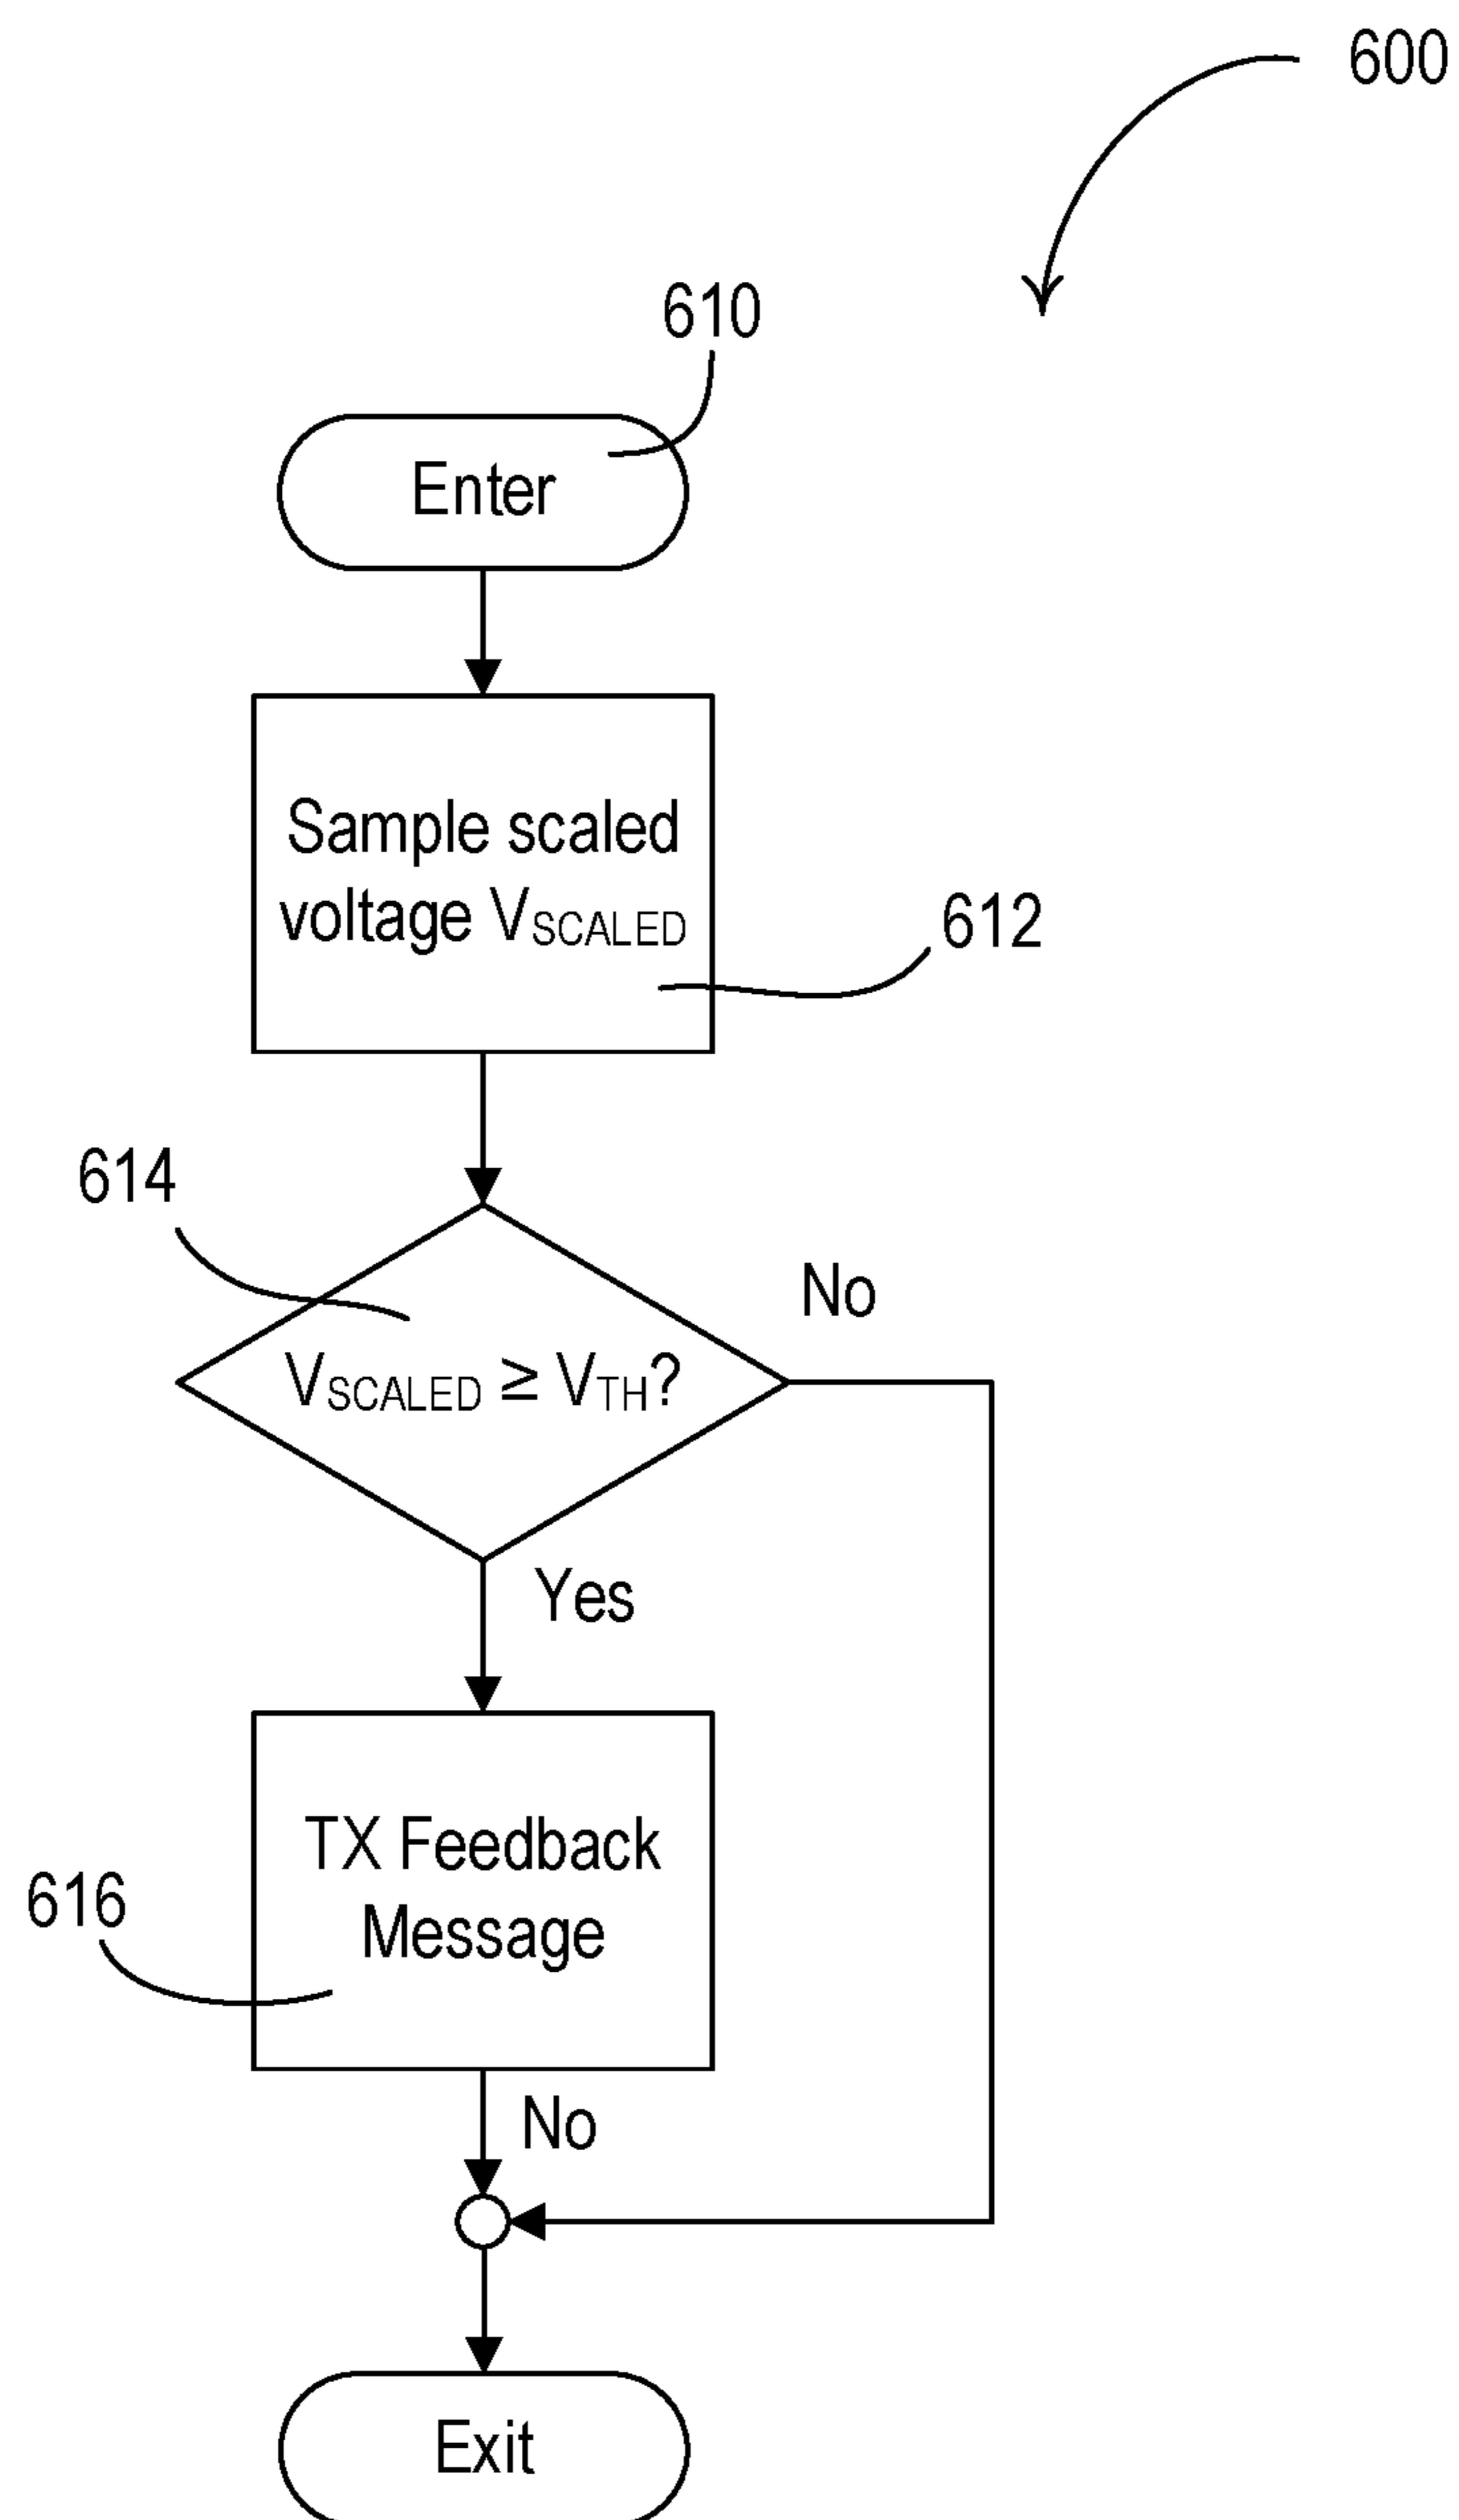 600
610
Enter
Sample scaled
voltage VSCALED
612
614
No
VSCALED ≥ VTH?
Yes
TX Feedback
616
Message
No
Exit